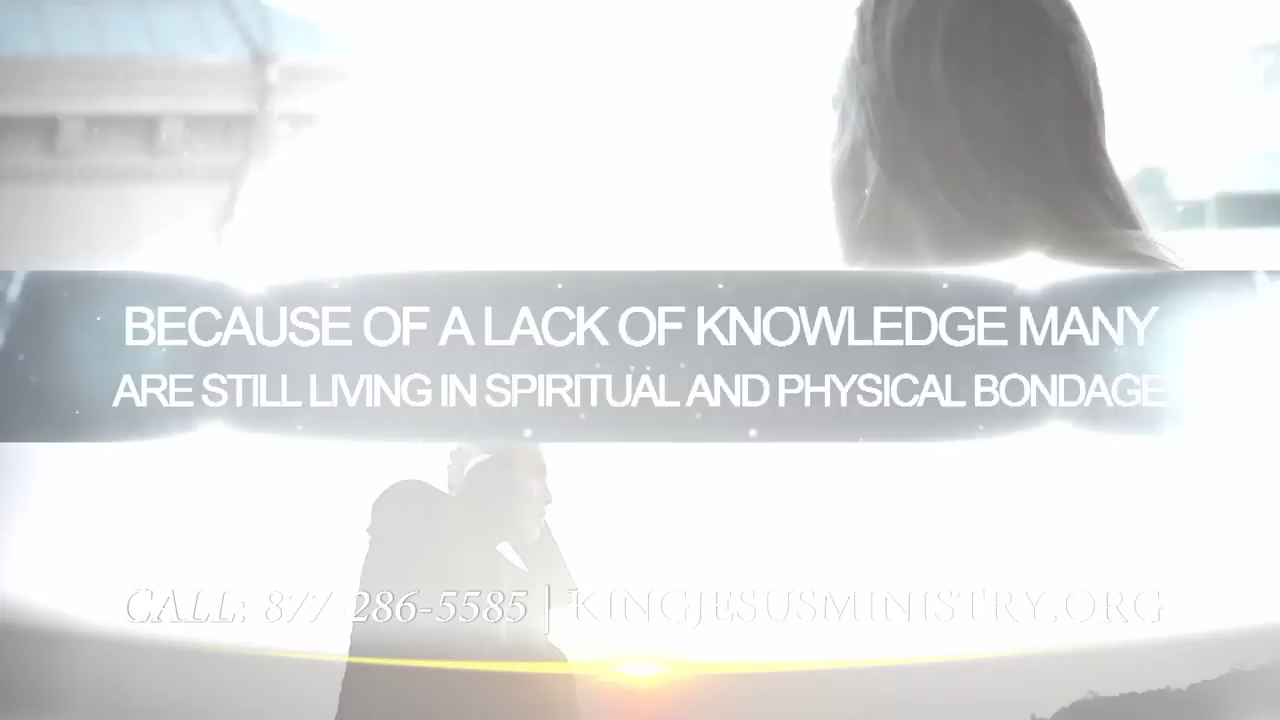 BECAUSE OF A LACK OF KNOWLEDGE MANY
ARE STILL LIVING IN SPIRITUAL AND PHYSICAL BONDAGE
CALL: 877-286-5585 | KINGJESUSMINISTRY.ORG